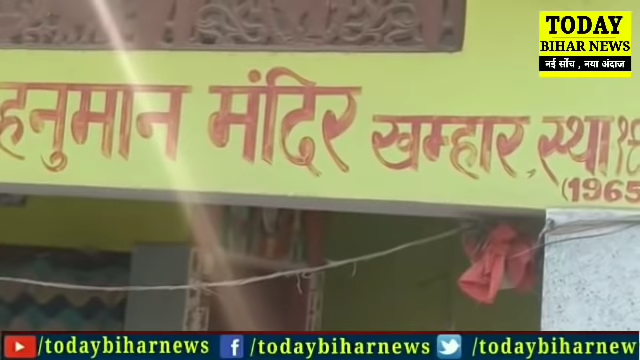 TODAY
BIHAR NEWS
नई सोंच , नया अंदाज
हनुमान मंदिर खम्हार, स्था
(1965
/todaybiharnews /todaybiharnews /todaybiharnew